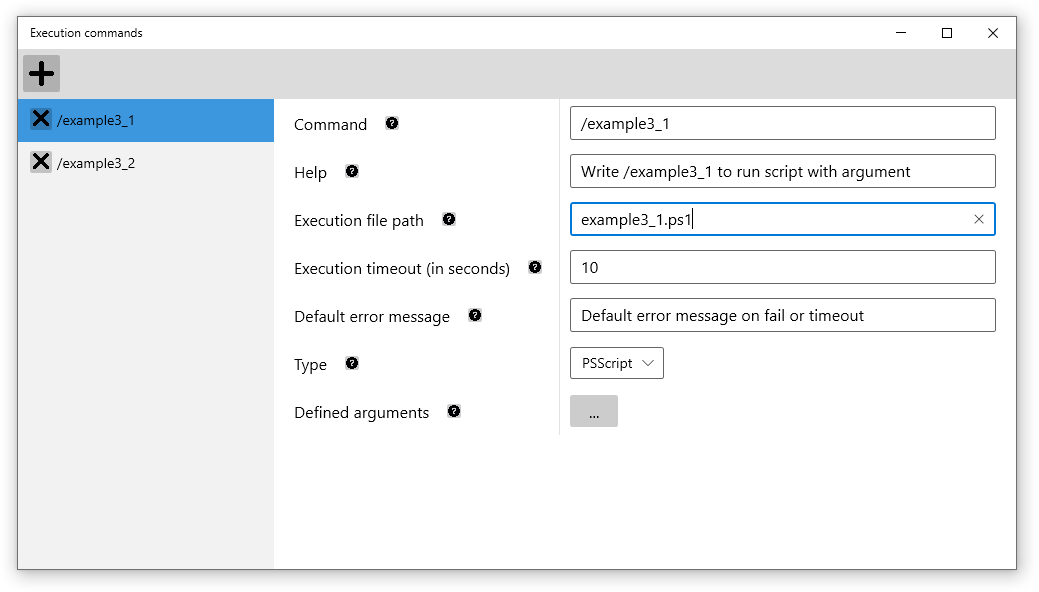 Execution commands
/example3_1
/example3_2
Command ? /example3_1
Help ? Write /example3_1 to run script with argument
Execution file path ? example3_1.ps1
Execution timeout (in seconds) ? 10
Default error message ? Default error message on fail or timeout
Type ? PSScript
Defined arguments ? ...